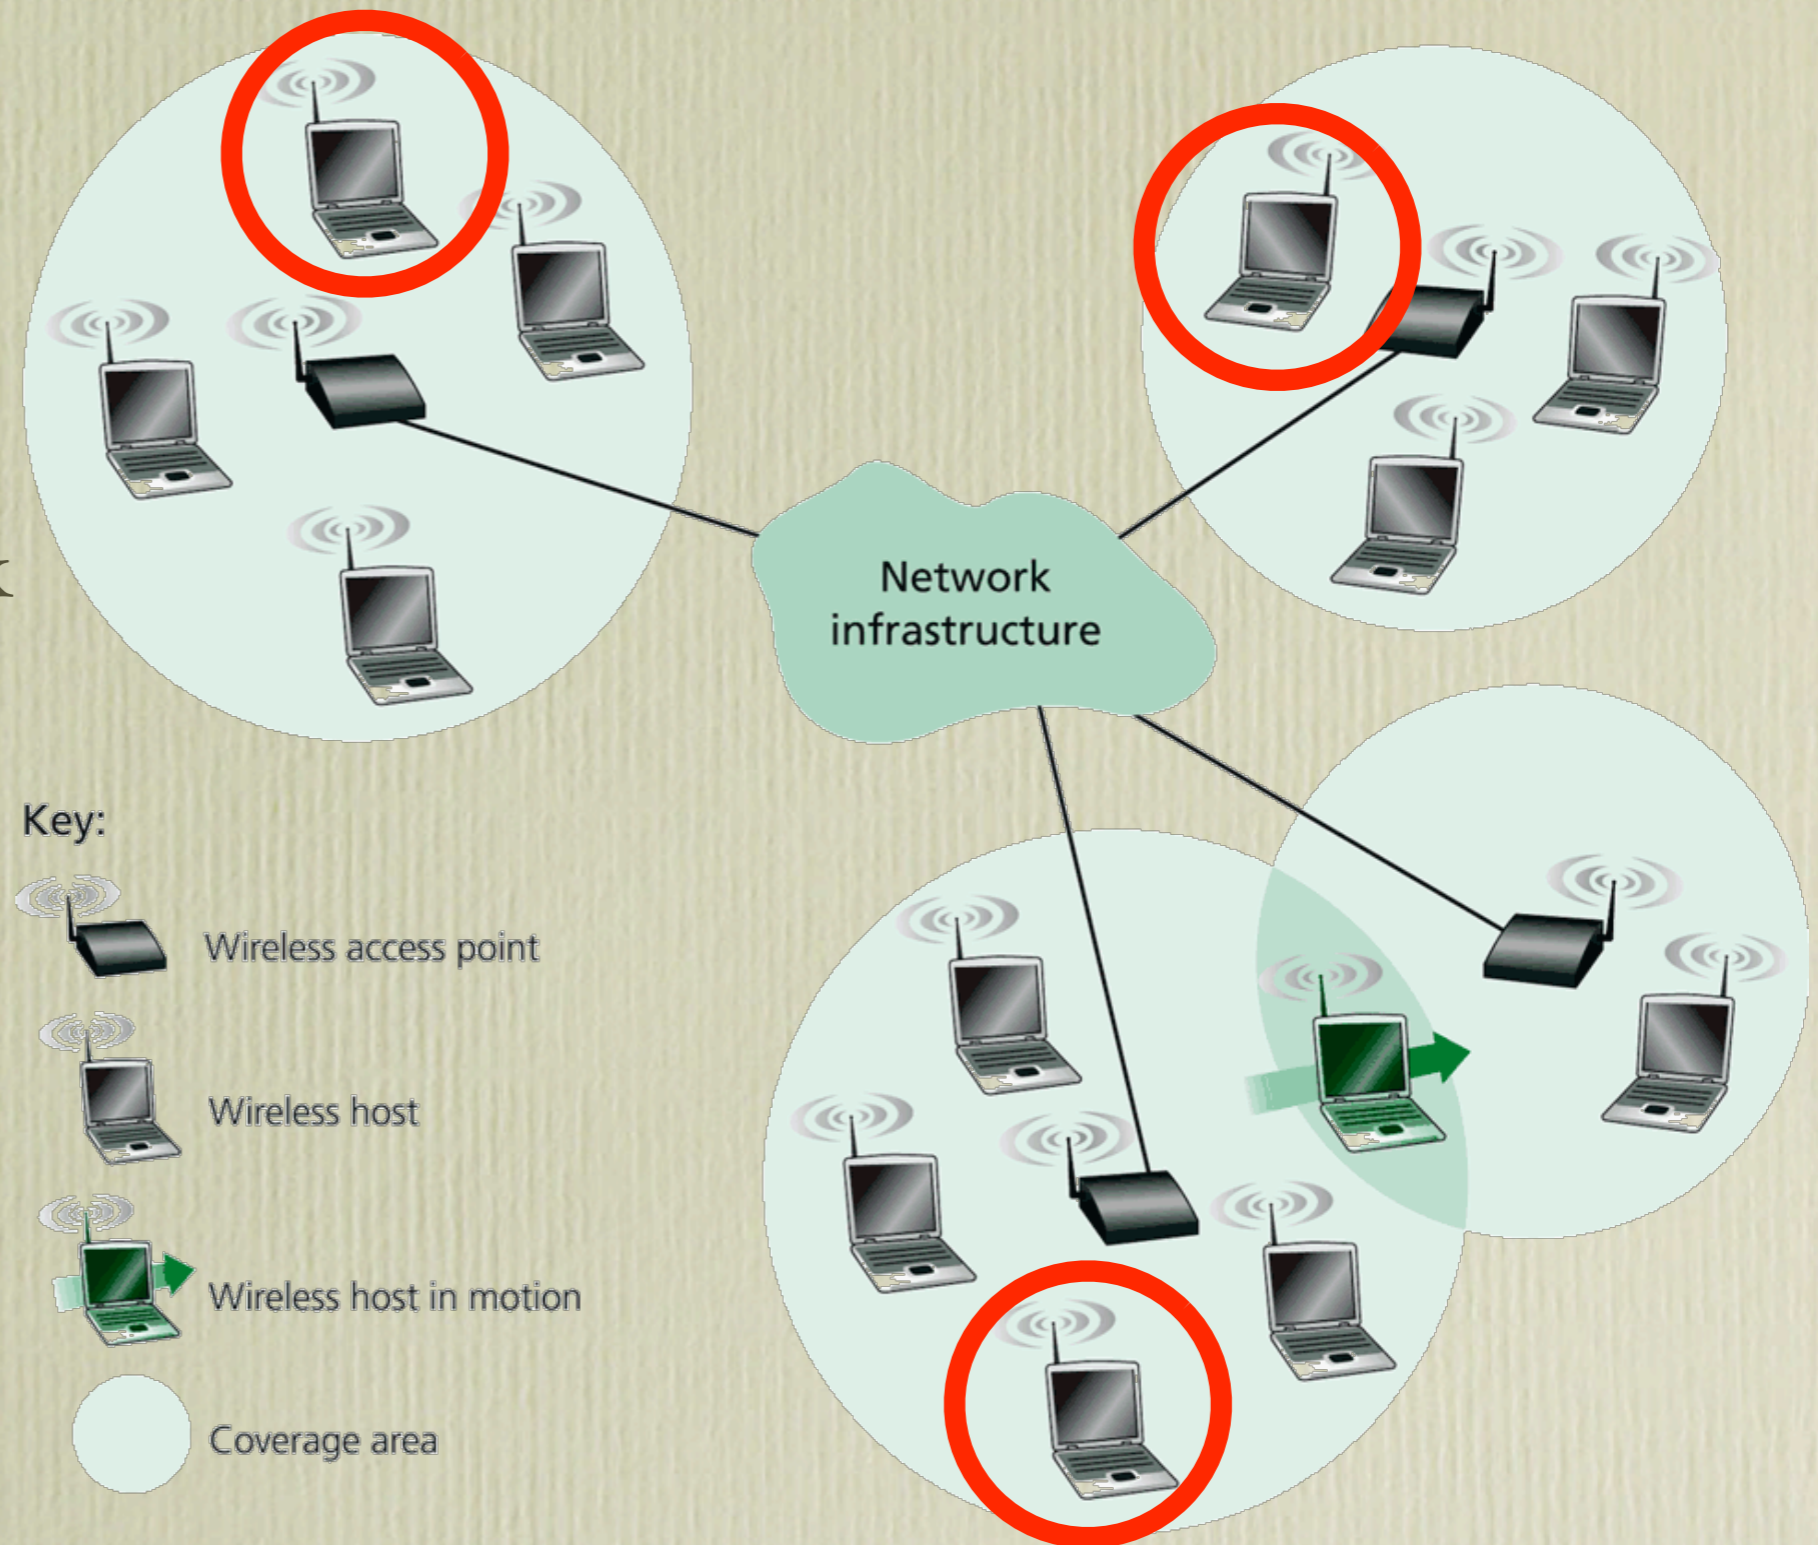 Network
infrastructure
Key:
Wireless access point
Wireless host
Wireless host in motion
Coverage area